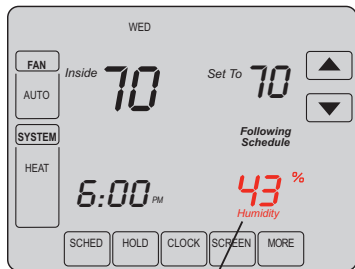 WED
FAN
AUTO
Inside 70
Set To 70
SYSTEM
HEAT
Following
Schedule
6:00 PM
43 %
Humidity
SCHED HOLD CLOCK SCREEN MORE